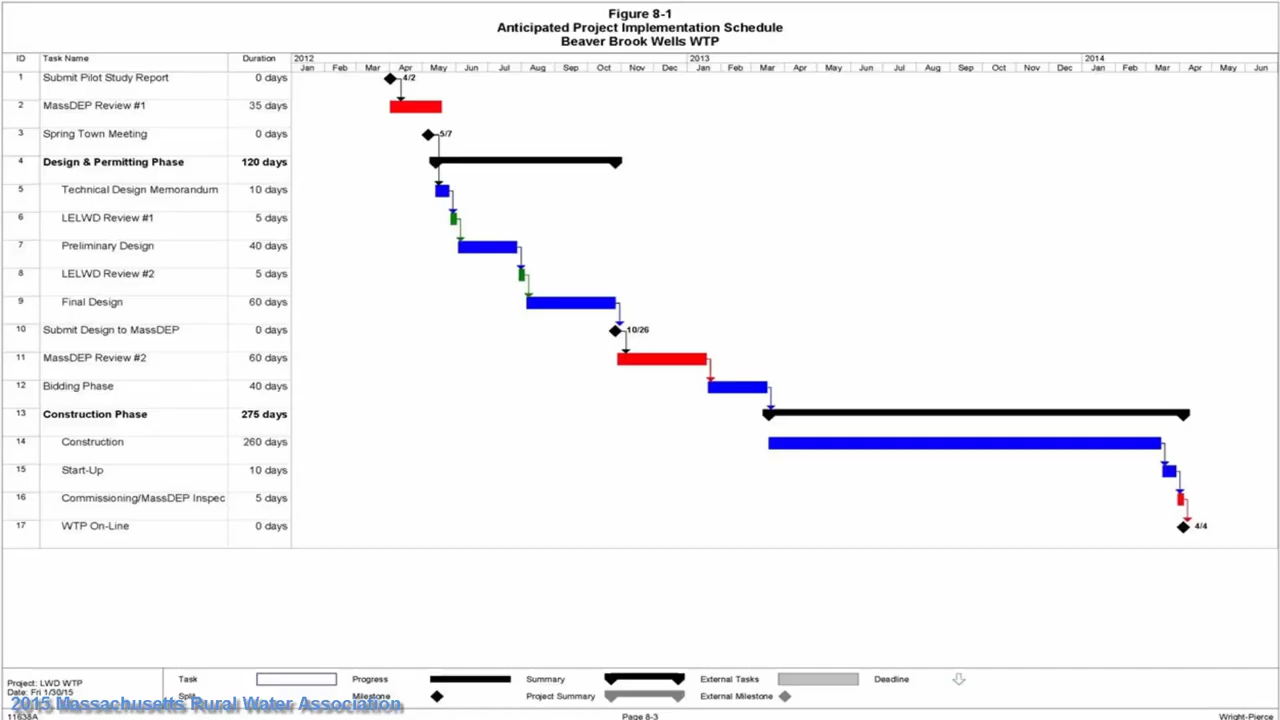 Figure 8-1
Anticipated Project Implementation Schedule
Beaver Brook Wells WTP
ID Task Name Duration 2012 2013 2014
Jan Feb Mar Apr May Jun Jul Aug Sep Oct Nov Dec Jan Feb Mar Apr May Jun Jul Aug Sep Oct Nov Dec Jan Feb Mar Apr May Jun
1 Submit Pilot Study Report 0 days 4/2
2 MassDEP Review #1 35 days
3 Spring Town Meeting 0 days 5/7
4 Design & Permitting Phase 120 days
5 Technical Design Memorandum 10 days
6 LELWD Review #1 5 days
7 Preliminary Design 40 days
8 LELWD Review #2 5 days
9 Final Design 60 days
10 Submit Design to MassDEP 0 days 10/26
11 MassDEP Review #2 60 days
12 Bidding Phase 40 days
13 Construction Phase 275 days
14 Construction 260 days
15 Start-Up 10 days
16 Commissioning/MassDEP Inspec 5 days
17 WTP On-Line 0 days 4/4
Project: LWD WTP
Date: Fri 1/30/15
Task Progress Summary External Tasks Deadline
Split Milestone Project Summary External Milestone
2015 Massachusetts Rural Water Association
11638A Page 8-3 Wright-Pierce